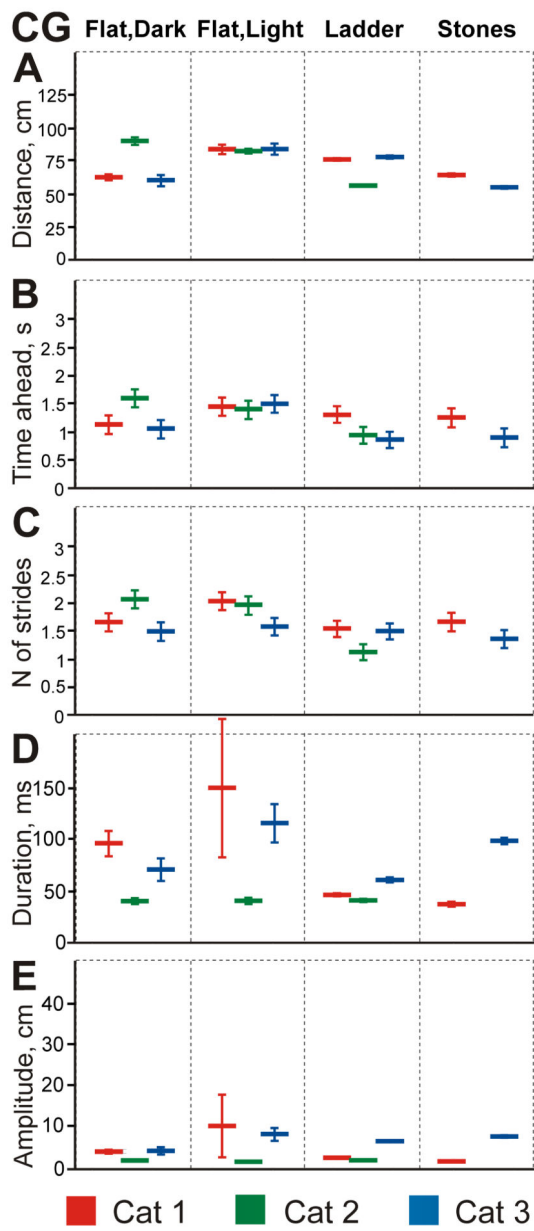 CG Flat,Dark Flat,Light Ladder Stones
A
Distance, cm
125
100
75
50
25
0
B
Time ahead, s
3
2.5
2
1.5
1
0.5
0
C
N of strides
3
2.5
2
1.5
1
0.5
0
D
Duration, ms
150
100
50
0
E
Amplitude, cm
40
30
20
10
0
Cat 1 Cat 2 Cat 3